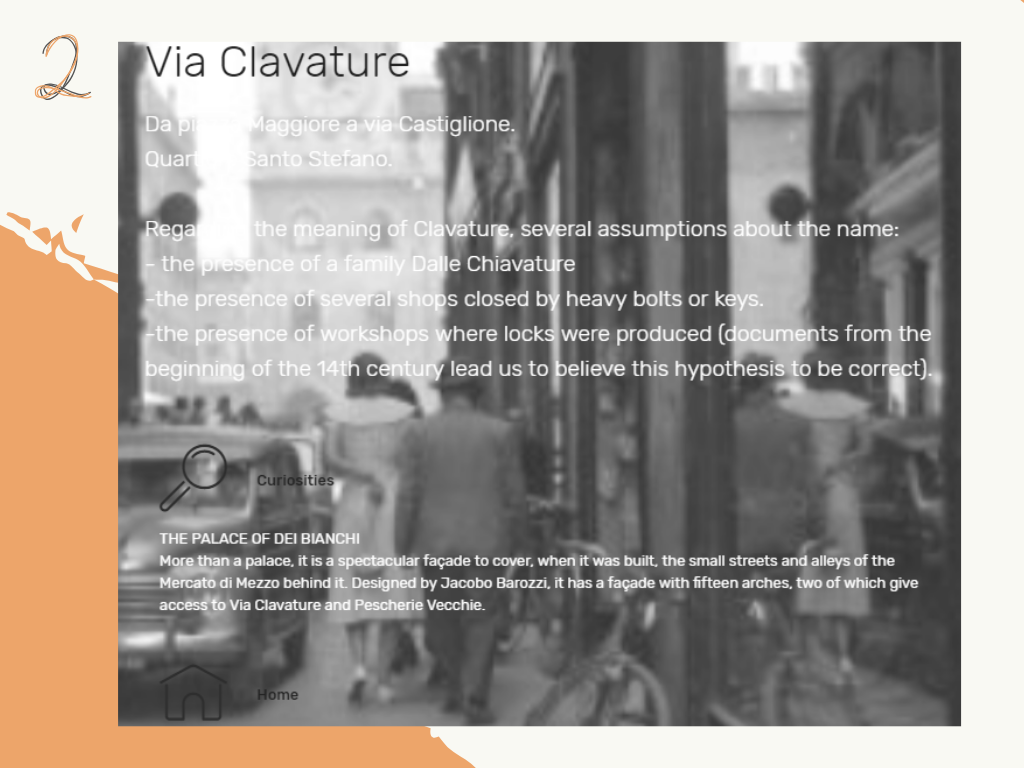 2
Via Clavature
Da piazza Maggiore a via Castiglione.
Quartiere Santo Stefano.
Regarding the meaning of Clavature, several assumptions about the name:
- the presence of a family Dalle Chiavature
-the presence of several shops closed by heavy bolts or keys.
-the presence of workshops where locks were produced (documents from the
beginning of the 14th century lead us to believe this hypothesis to be correct).
Curiosities
THE PALACE OF DEI BIANCHI
More than a palace, it is a spectacular façade to cover, when it was built, the small streets and alleys of the
Mercato di Mezzo behind it. Designed by Jacobo Barozzi, it has a façade with fifteen arches, two of which give
access to Via Clavature and Pescherie Vecchie.
Home